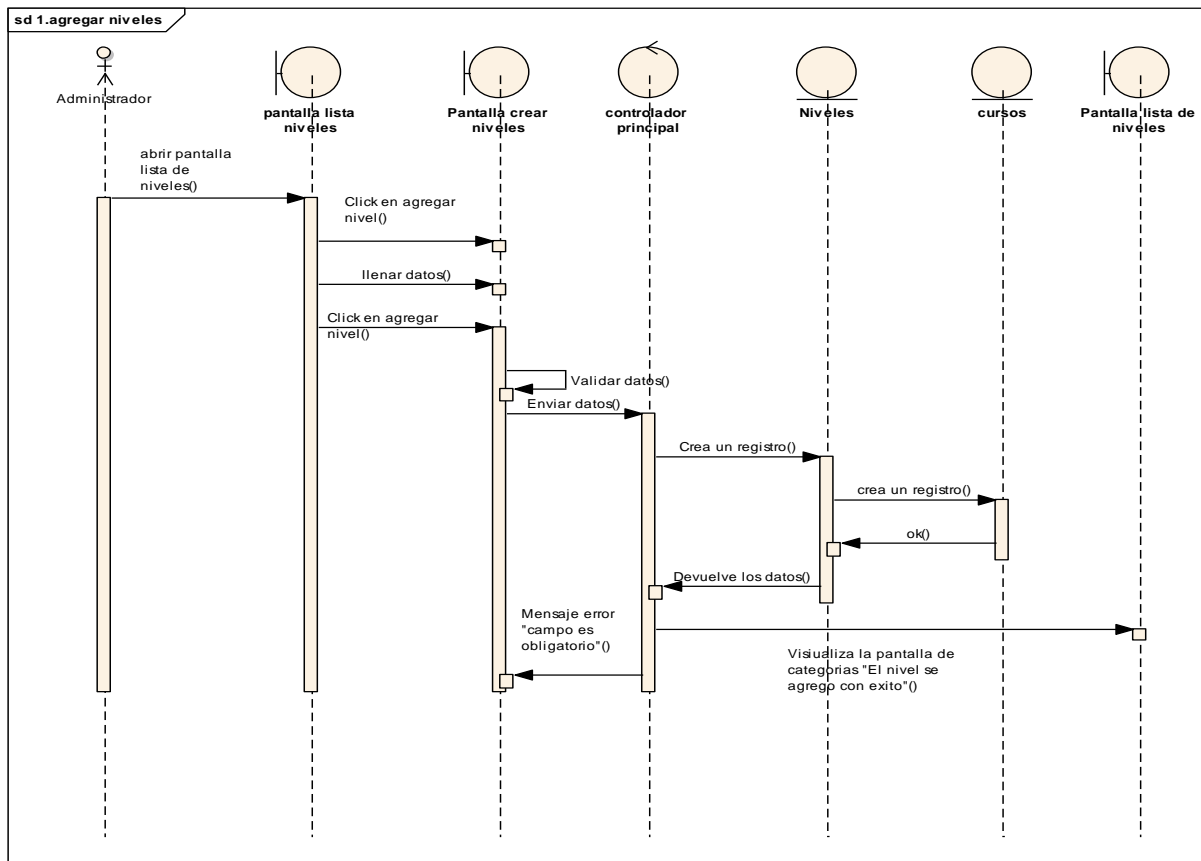 sd 1.agregar niveles
Administrador
pantalla lista
niveles
Pantalla crear
niveles
controlador
principal
Niveles
cursos
Pantalla lista de
niveles
abrir pantalla
lista de
niveles()
Click en agregar
nivel()
llenar datos()
Click en agregar
nivel()
Validar datos()
Enviar datos()
Crea un registro()
crea un registro()
ok()
Devuelve los datos()
Mensaje error
"campo es
obligatorio"()
Visiualiza la pantalla de
categorias "El nivel se
agrego con exito"()